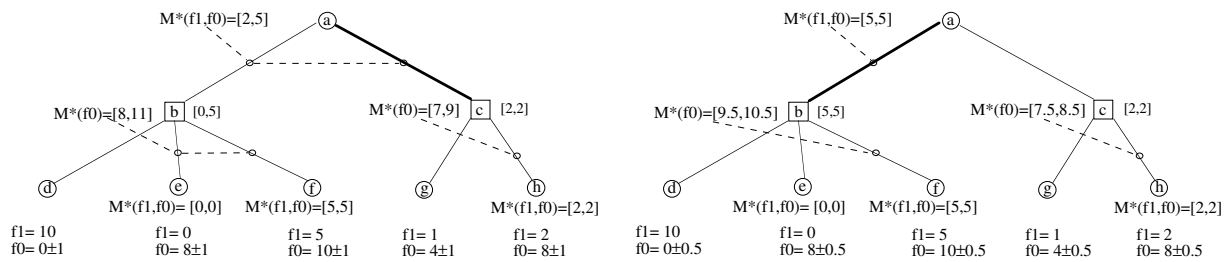 M*(f1,f0)=[2,5] a M*(f1,f0)=[5,5] a
M*(f0)=[8,11] b [0,5] M*(f0)=[7,9] c [2,2] M*(f0)=[9.5,10.5] b [5,5] M*(f0)=[7.5,8.5] c [2,2]
d e f g h d e f g h
M*(f1,f0)= [0,0] M*(f1,f0)=[5,5] M*(f1,f0)=[2,2] M*(f1,f0)= [0,0] M*(f1,f0)=[5,5] M*(f1,f0)=[2,2]
f1= 10 f1= 0 f1= 5 f1= 1 f1= 2 f1= 10 f1= 0 f1= 5 f1= 1 f1= 2
f0= 0±1 f0= 8±1 f0= 10±1 f0= 4±1 f0= 8±1 f0= 0±0.5 f0= 8±0.5 f0= 10±0.5 f0= 4±0.5 f0= 8±0.5